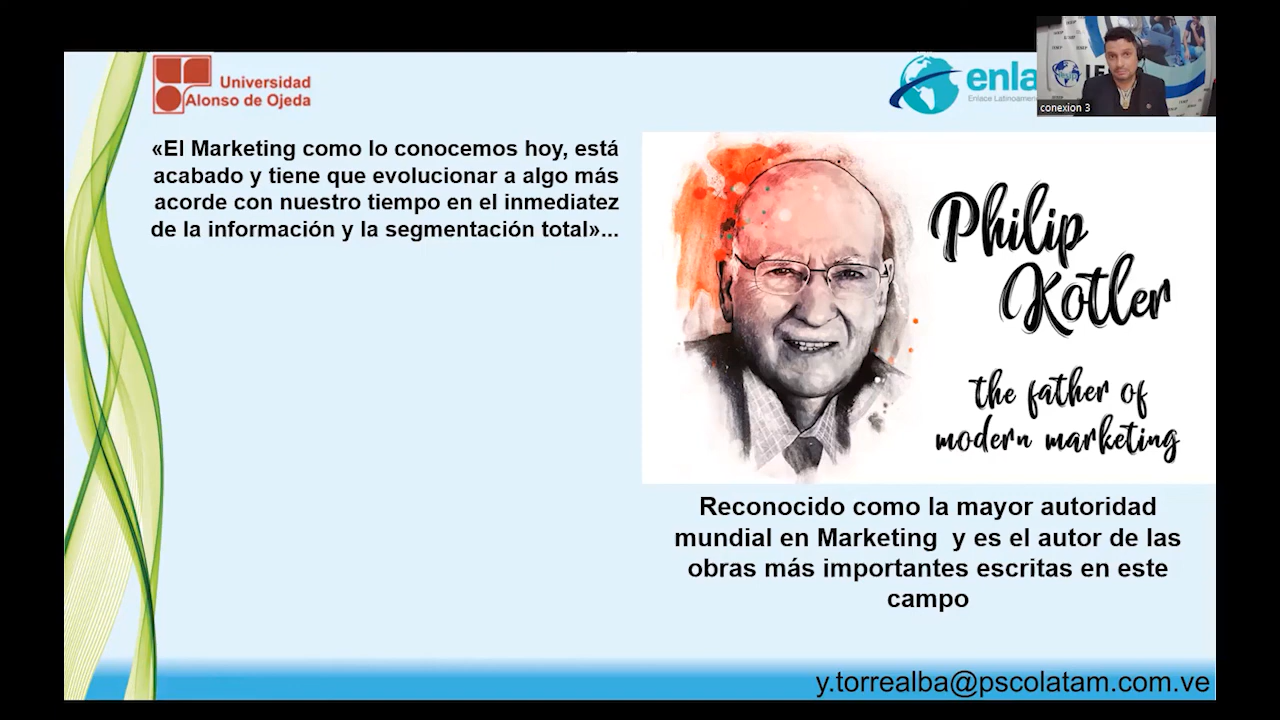 Universidad
Alonso de Ojeda
enla
Enlace Latinoamer
conexion 3
«El Marketing como lo conocemos hoy, está
acabado y tiene que evolucionar a algo más
acorde con nuestro tiempo en el inmediatez
de la información y la segmentación total»...
Philip
Kotler
the father of
modern marketing
Reconocido como la mayor autoridad
mundial en Marketing y es el autor de las
obras más importantes escritas en este
campo
y.torrealba@pscolatam.com.ve